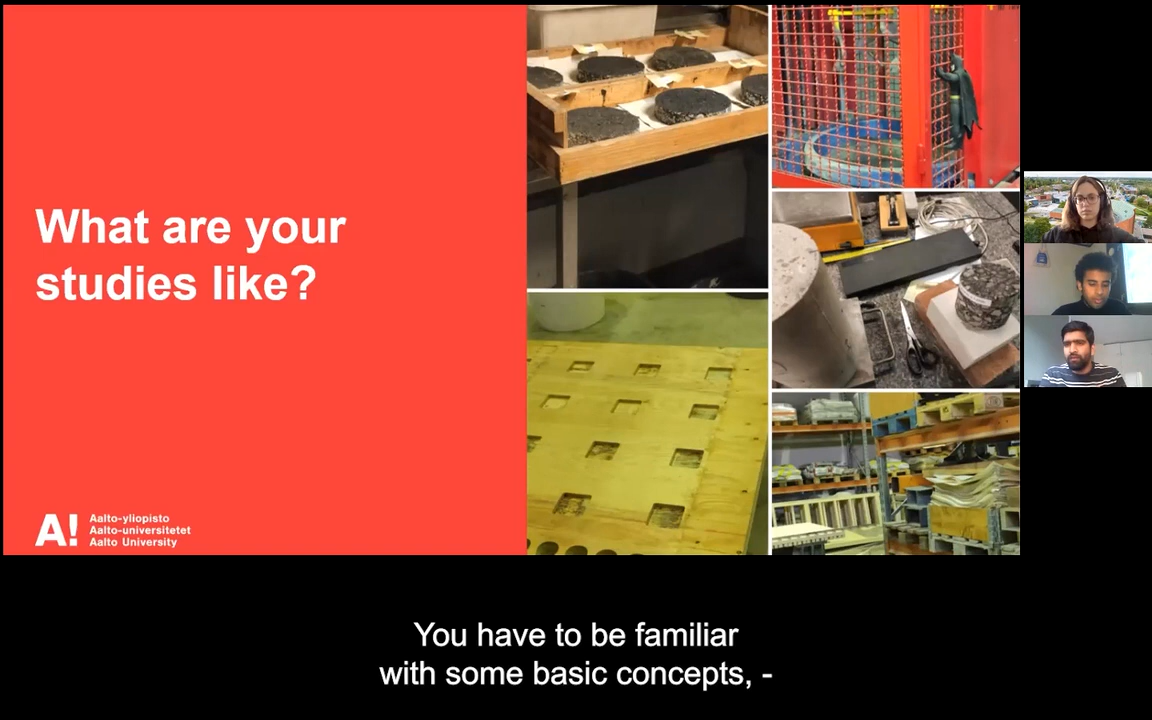 What are your
studies like?
A!
Aalto-yliopisto
Aalto-universitetet
Aalto University
You have to be familiar
with some basic concepts, -